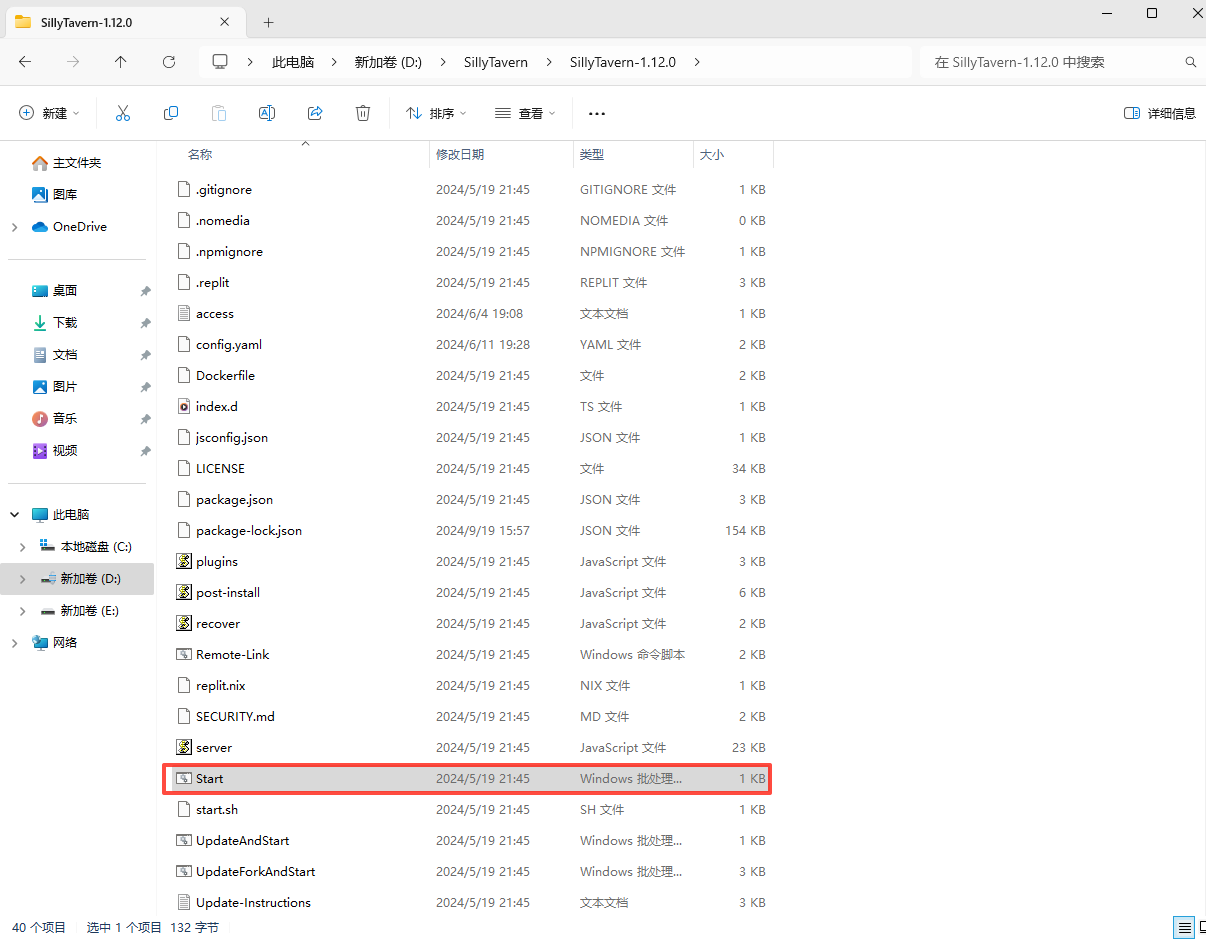 SillyTavern-1.12.0
此电脑 新加卷 (D:) SillyTavern SillyTavern-1.12.0
在 SillyTavern-1.12.0 中搜索
新建 排序 查看 详细信息
主文件夹
图库
OneDrive
桌面
下载
文档
图片
音乐
视频
此电脑
本地磁盘 (C:)
新加卷 (D:)
新加卷 (E:)
网络
名称 修改日期 类型 大小
.gitignore 2024/5/19 21:45 GITIGNORE 文件 1 KB
.nomedia 2024/5/19 21:45 NOMEDIA 文件 0 KB
.npmignore 2024/5/19 21:45 NPMIGNORE 文件 1 KB
.replit 2024/5/19 21:45 REPLIT 文件 3 KB
access 2024/6/4 19:08 文本文档 1 KB
config.yaml 2024/6/11 19:28 YAML 文件 2 KB
Dockerfile 2024/5/19 21:45 文件 2 KB
index.d 2024/5/19 21:45 TS 文件 1 KB
jsconfig.json 2024/5/19 21:45 JSON 文件 1 KB
LICENSE 2024/5/19 21:45 文件 34 KB
package.json 2024/5/19 21:45 JSON 文件 3 KB
package-lock.json 2024/9/19 15:57 JSON 文件 154 KB
plugins 2024/5/19 21:45 JavaScript 文件 3 KB
post-install 2024/5/19 21:45 JavaScript 文件 6 KB
recover 2024/5/19 21:45 JavaScript 文件 2 KB
Remote-Link 2024/5/19 21:45 Windows 命令脚本 2 KB
replit.nix 2024/5/19 21:45 NIX 文件 1 KB
SECURITY.md 2024/5/19 21:45 MD 文件 2 KB
server 2024/5/19 21:45 JavaScript 文件 23 KB
Start 2024/5/19 21:45 Windows 批处理... 1 KB
start.sh 2024/5/19 21:45 SH 文件 1 KB
UpdateAndStart 2024/5/19 21:45 Windows 批处理... 1 KB
UpdateForkAndStart 2024/5/19 21:45 Windows 批处理... 3 KB
Update-Instructions 2024/5/19 21:45 文本文档 3 KB
40 个项目 选中 1 个项目 132 字节